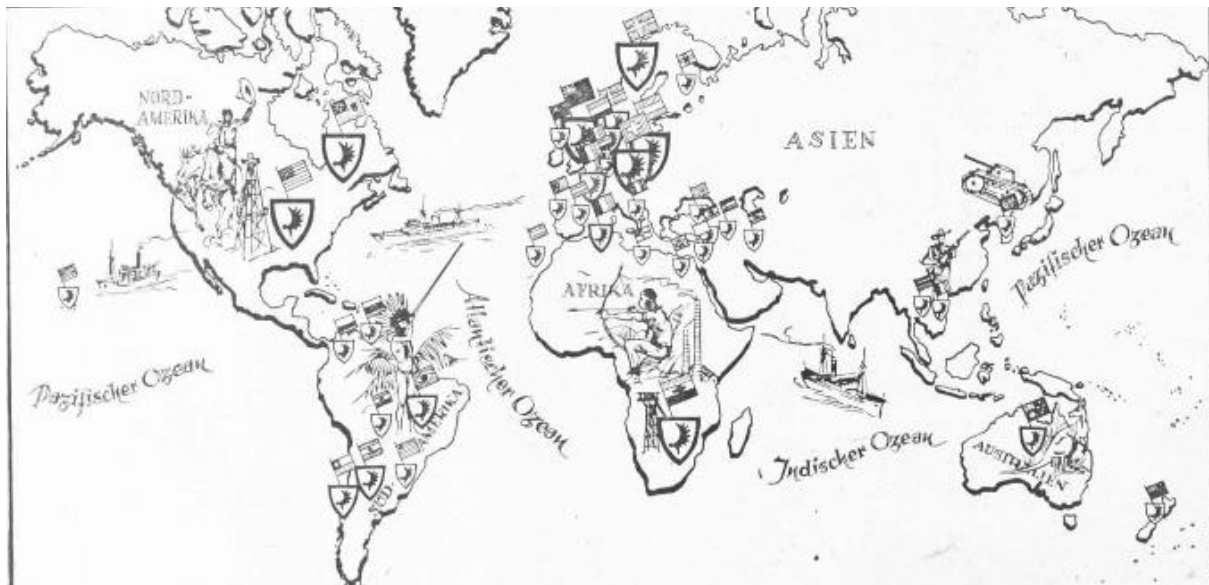 NORD-
AMERIKA
ASIEN
Pazifischer Ozean
AFRIKA
Atlantischer Ozean
Pazifischer Ozean
SÜD-
AMERIKA
Indischer Ozean
AUSTRALIEN